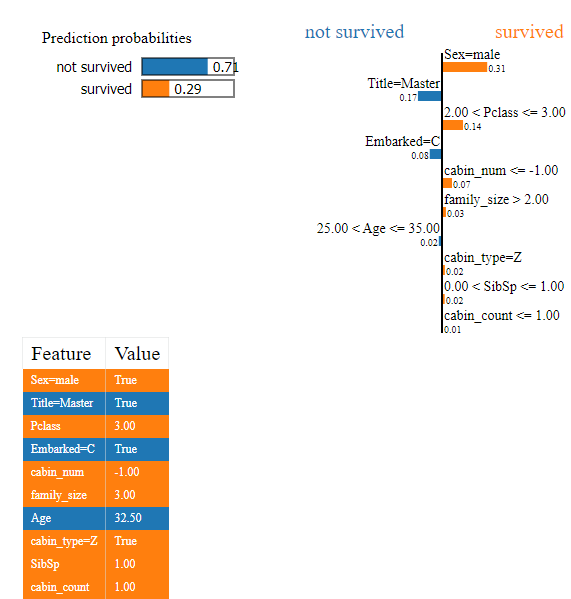 Prediction probabilities
not survived 0.71
survived 0.29
not survived survived
Sex=male
0.31
Title=Master
0.17
2.00 < Pclass <= 3.00
0.14
Embarked=C
0.08
cabin_num <= -1.00
0.07
family_size > 2.00
0.03
25.00 < Age <= 35.00
0.02
cabin_type=Z
0.02
0.00 < SibSp <= 1.00
0.02
cabin_count <= 1.00
0.01
Feature Value
Sex=male True
Title=Master True
Pclass 3.00
Embarked=C True
cabin_num -1.00
family_size 3.00
Age 32.50
cabin_type=Z True
SibSp 1.00
cabin_count 1.00